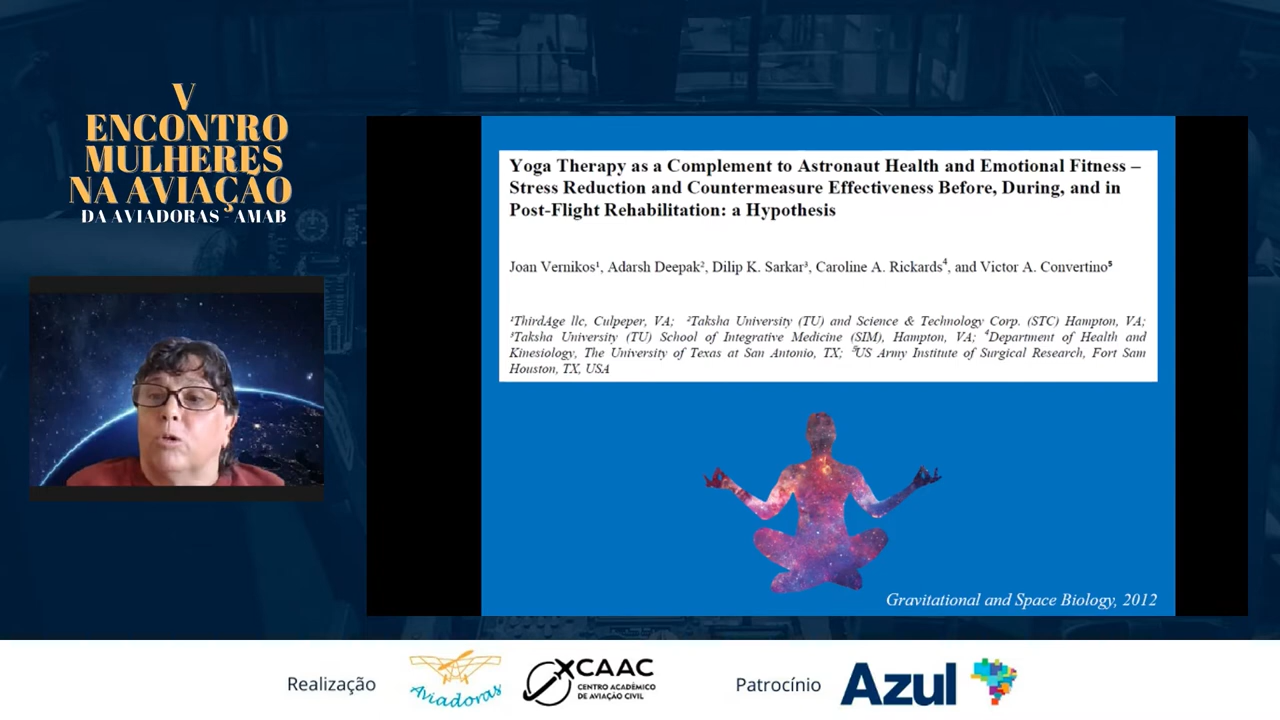 V
ENCONTRO
MULHERES
NA AVIAÇÃO
DA AVIADORAS - AMAB
Yoga Therapy as a Complement to Astronaut Health and Emotional Fitness –
Stress Reduction and Countermeasure Effectiveness Before, During, and in
Post-Flight Rehabilitation: a Hypothesis
Joan Vernikos¹, Adarsh Deepak², Dilip K. Sarkar³, Caroline A. Rickards⁴, and Victor A. Convertino⁵
¹ThirdAge llc, Culpeper, VA; ²Taksha University (TU) and Science & Technology Corp. (STC) Hampton, VA;
³Taksha University (TU) School of Integrative Medicine (SIM), Hampton, VA; ⁴Department of Health and
Kinesiology, The University of Texas at San Antonio, TX; ⁵US Army Institute of Surgical Research, Fort Sam
Houston, TX, USA
Gravitational and Space Biology, 2012
Realização
Aviadoras
CAAC
CENTRO ACADÊMICO
DE AVIAÇÃO CIVIL
Patrocínio
Azul